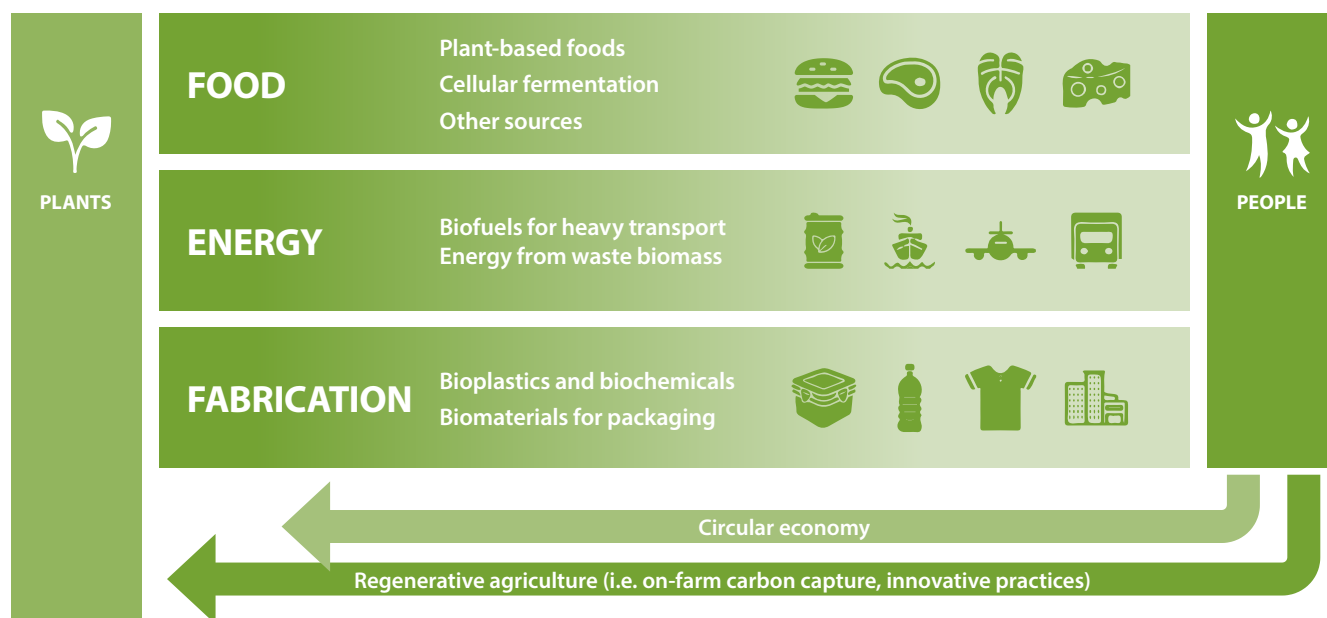 PLANTS
FOOD
Plant-based foods
Cellular fermentation
Other sources
ENERGY
Biofuels for heavy transport
Energy from waste biomass
FABRICATION
Bioplastics and biochemicals
Biomaterials for packaging
PEOPLE
Circular economy
Regenerative agriculture (i.e. on-farm carbon capture, innovative practices)